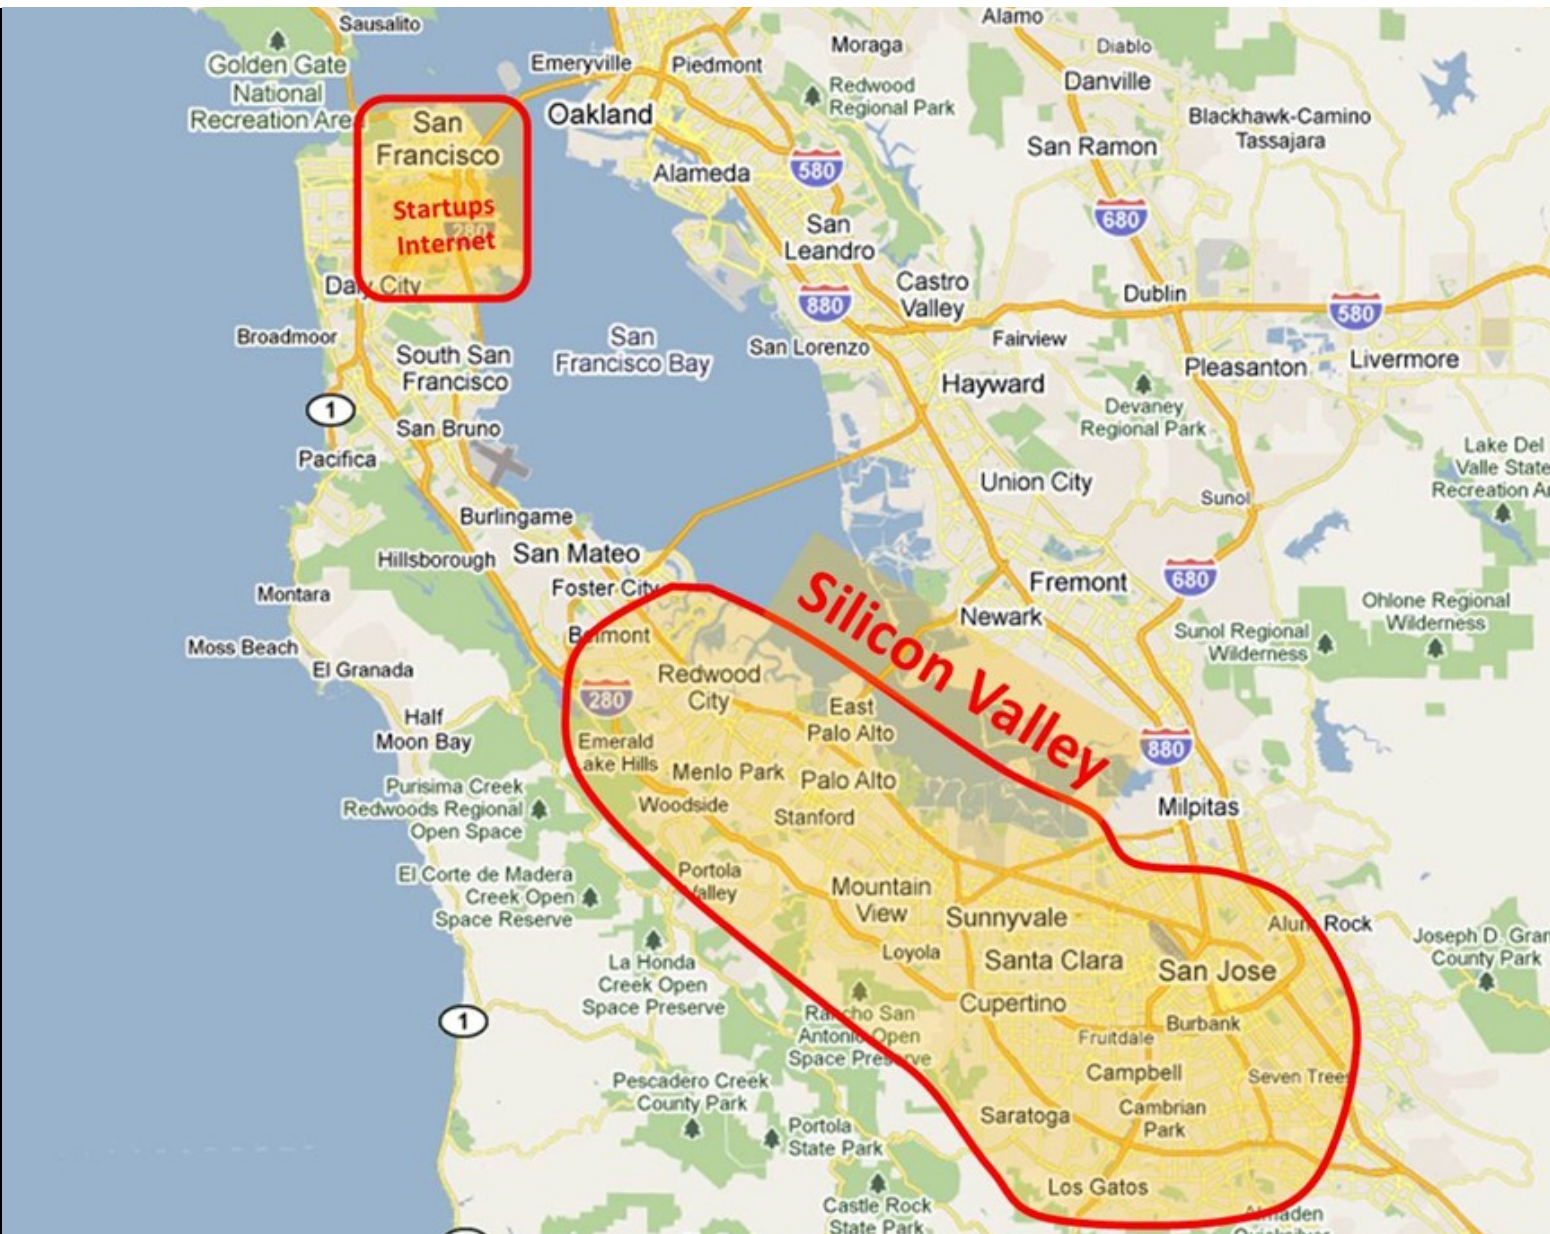 Sausalito
Alamo
Golden Gate
National
Recreation Area
Emeryville
Piedmont
Moraga
Diablo
Danville
Redwood
Regional Park
Blackhawk-Camino
Tassajara
San
Francisco
Oakland
San Ramon
Alameda
580
Startups
280
Internet
680
San
Leandro
Daly City
Castro
Valley
880
Dublin
580
Broadmoor
San
Francisco Bay
San Lorenzo
Fairview
South San
Francisco
Pleasanton
Livermore
Hayward
1
Devaney
Regional Park
San Bruno
Pacifica
Lake Del
Valle State
Recreation Ar
Union City
Sunol
Burlingame
Hillsborough
San Mateo
Foster City
Fremont
680
Montara
Newark
Ohlone Regional
Wilderness
Silicon Valley
Belmont
Moss Beach
Sunol Regional
Wilderness
El Granada
Redwood
City
280
East
Palo Alto
Half
Moon Bay
Emerald
Lake Hills
880
Menlo Park
Palo Alto
Purisima Creek
Redwoods Regional
Open Space
Woodside
Stanford
Milpitas
El Corte de Madera
Creek Open
Space Reserve
Portola
Valley
Mountain
View
Sunnyvale
Alum Rock
Joseph D. Gran
County Park
La Honda
Creek Open
Space Preserve
Loyola
Santa Clara
San Jose
Cupertino
1
Rancho San
Antonio Open
Space Preserve
Burbank
Fruitdale
Campbell
Seven Trees
Pescadero Creek
County Park
Saratoga
Cambrian
Park
Portola
State Park
Los Gatos
Castle Rock
State Park
Almaden